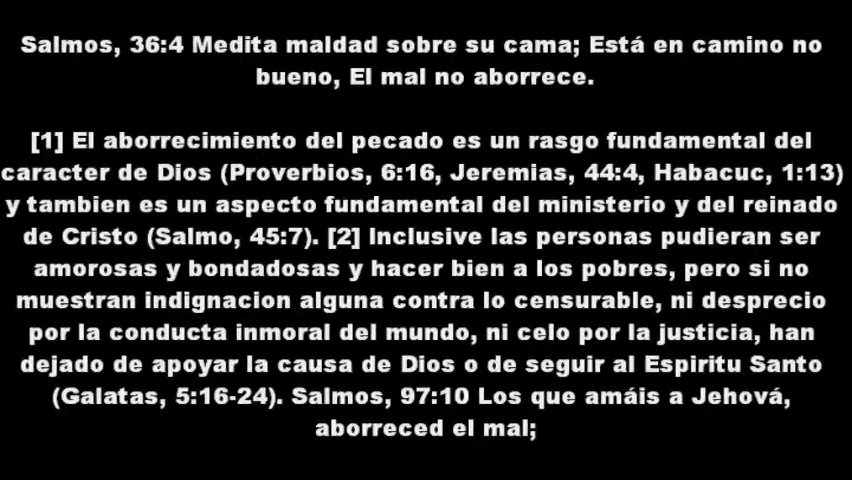 Salmos, 36:4 Medita maldad sobre su cama; Está en camino no
bueno, El mal no aborrece.
[1] El aborrecimiento del pecado es un rasgo fundamental del
caracter de Dios (Proverbios, 6:16, Jeremias, 44:4, Habacuc, 1:13)
y tambien es un aspecto fundamental del ministerio y del reinado
de Cristo (Salmo, 45:7). [2] Inclusive las personas pudieran ser
amorosas y bondadosas y hacer bien a los pobres, pero si no
muestran indignacion alguna contra lo censurable, ni desprecio
por la conducta inmoral del mundo, ni celo por la justicia, han
dejado de apoyar la causa de Dios o de seguir al Espiritu Santo
(Galatas, 5:16-24). Salmos, 97:10 Los que amáis a Jehová,
aborreced el mal;